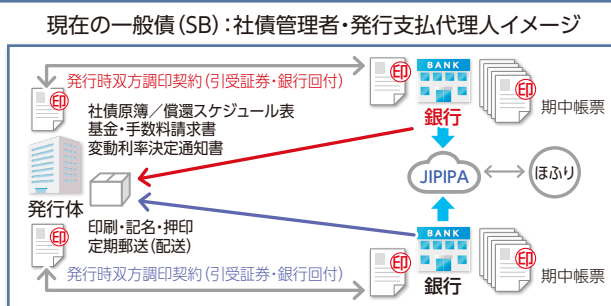 現在の一般債(SB):社債管理者・発行支払代理人イメージ
発行時双方調印契約(引受証券・銀行回付)
印
印
BANK
印
銀行
期中帳票
社債原簿/償還スケジュール表
基金・手数料請求書
変動利率決定通知書
JIPIPA
ほふり
発行体
印刷・記名・押印
定期郵送(配送)
印
発行時双方調印契約(引受証券・銀行回付)
印
BANK
印
銀行
期中帳票